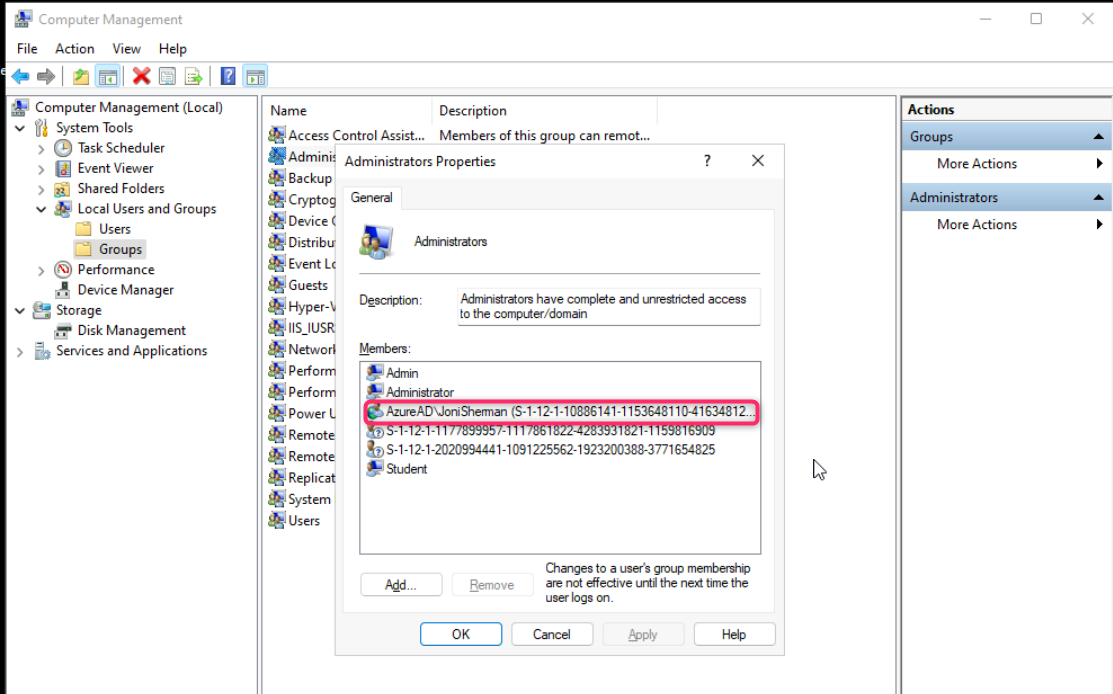 Computer Management
File Action View Help
Computer Management (Local)
System Tools
Task Scheduler
Event Viewer
Shared Folders
Local Users and Groups
Users
Groups
Performance
Device Manager
Storage
Disk Management
Services and Applications
Name Description
Access Control Assist... Members of this group can remot...
Adminis
Backup
Cryptog
Device
Distribu
Event Lo
Guests
Hyper-V
IIS_IUSR
Network
Perform
Perform
Power U
Remote
Remote
Replicat
System
Users
Administrators Properties ? 
General
Administrators
Description: Administrators have complete and unrestricted access
to the computer/domain
Members:
Admin
Administrator
AzureAD\JoniSherman (S-1-12-1-10886141-1153648110-41634812...
S-1-12-1-1177899957-1117861822-4283931821-1159816909
S-1-12-1-2020994441-1091225562-1923200388-3771654825
Student
Add... Remove
Changes to a user's group membership
are not effective until the next time the
user logs on.
OK Cancel Apply Help
Actions
Groups
More Actions
Administrators
More Actions